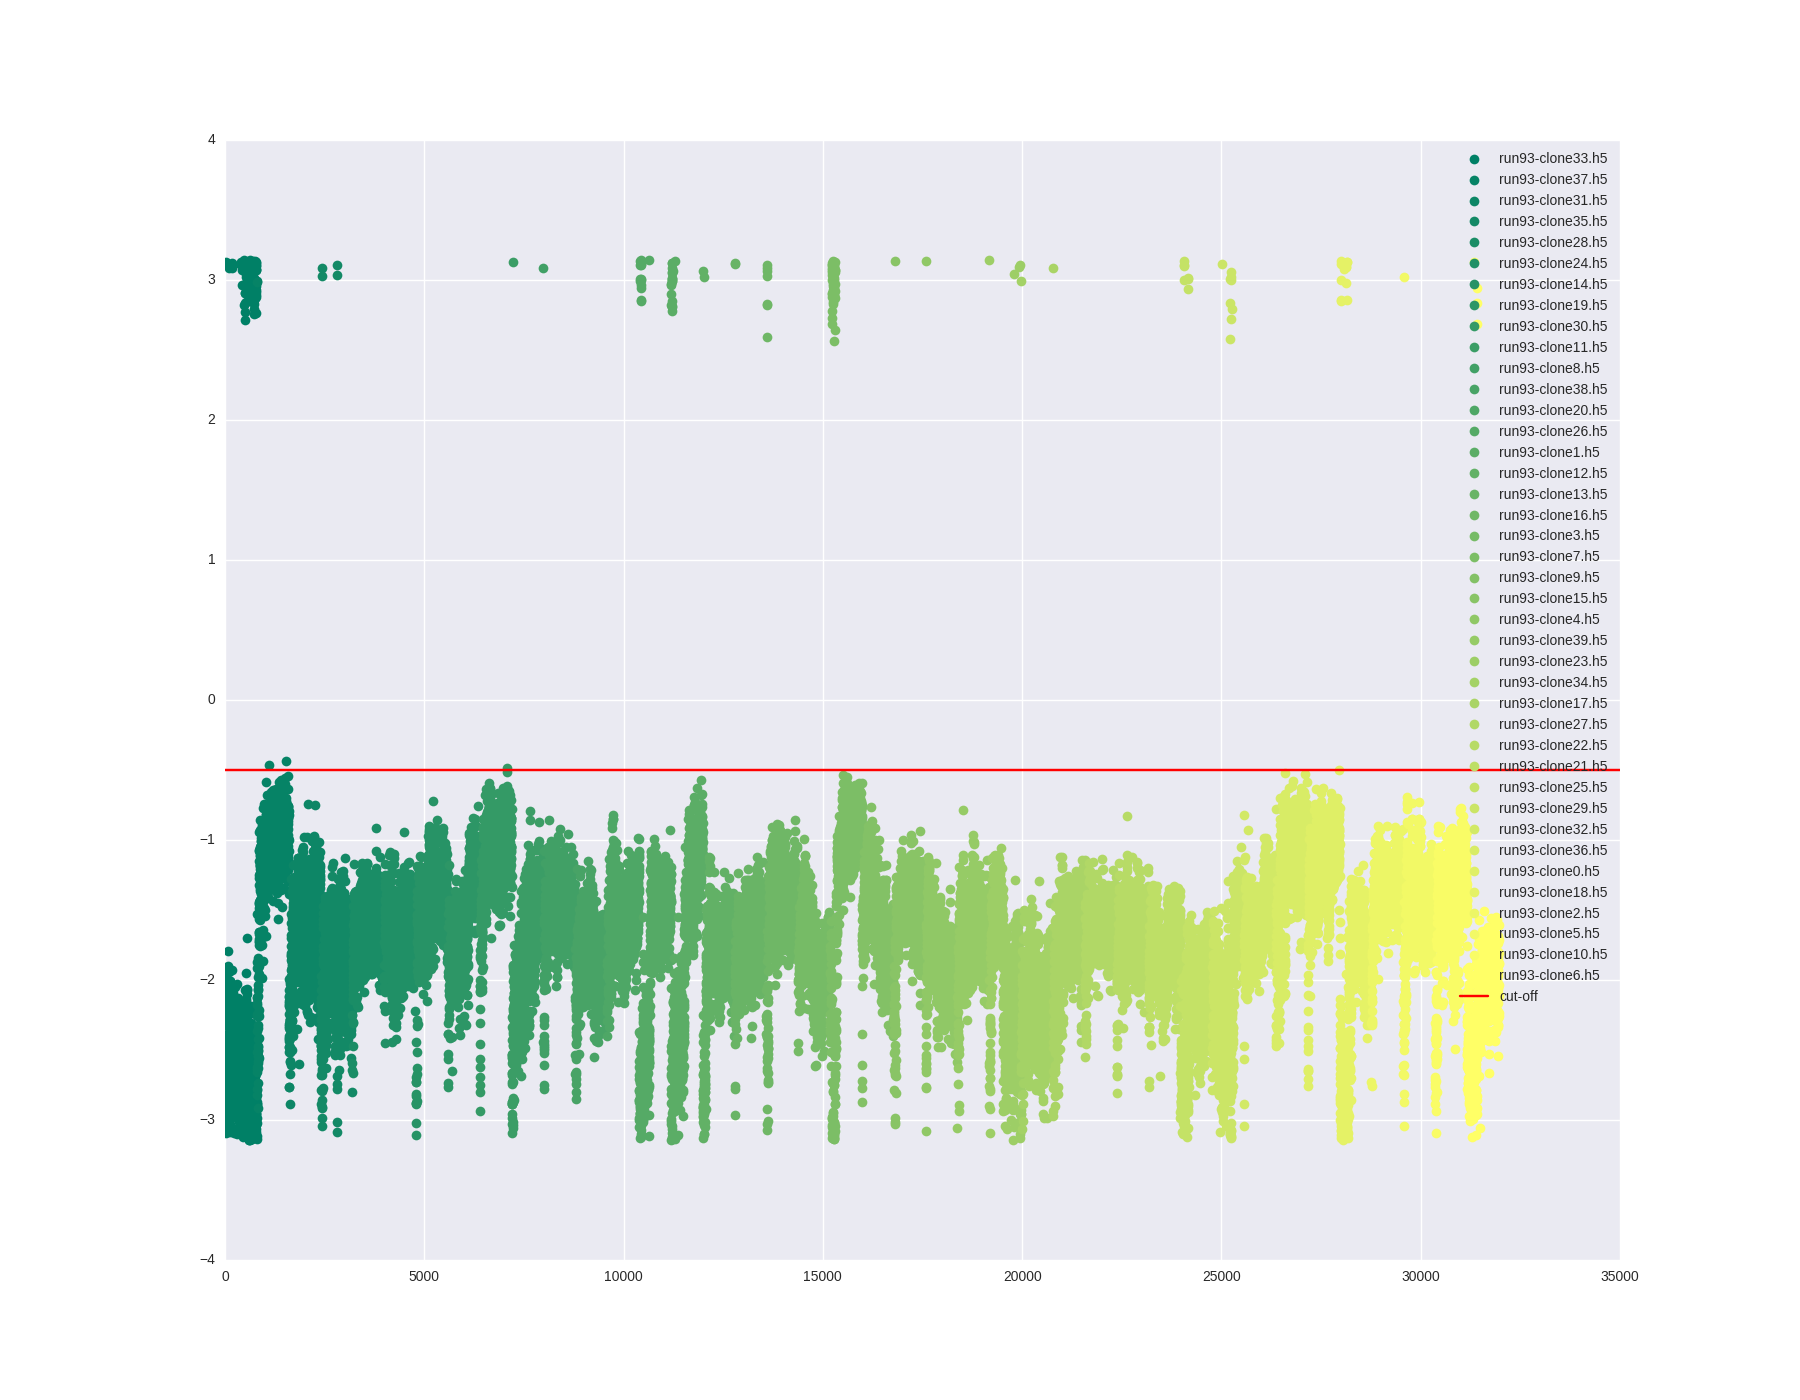 4
3
2
1
0
−1
−2
−3
−4
0
5000
10000
15000
20000
25000
30000
35000
run93-clone33.h5
run93-clone37.h5
run93-clone31.h5
run93-clone35.h5
run93-clone28.h5
run93-clone24.h5
run93-clone14.h5
run93-clone19.h5
run93-clone30.h5
run93-clone11.h5
run93-clone8.h5
run93-clone38.h5
run93-clone20.h5
run93-clone26.h5
run93-clone1.h5
run93-clone12.h5
run93-clone13.h5
run93-clone16.h5
run93-clone3.h5
run93-clone7.h5
run93-clone9.h5
run93-clone15.h5
run93-clone4.h5
run93-clone39.h5
run93-clone23.h5
run93-clone34.h5
run93-clone17.h5
run93-clone27.h5
run93-clone22.h5
run93-clone21.h5
run93-clone25.h5
run93-clone29.h5
run93-clone32.h5
run93-clone36.h5
run93-clone0.h5
run93-clone18.h5
run93-clone2.h5
run93-clone5.h5
run93-clone10.h5
run93-clone6.h5
cut-off